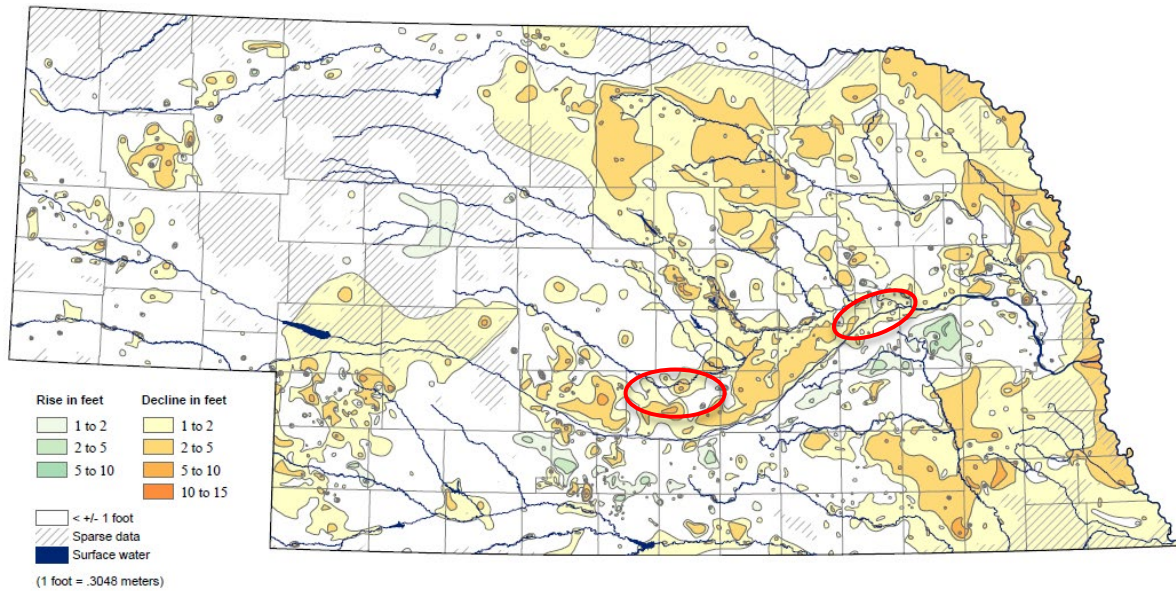 Rise in feet
1 to 2
2 to 5
5 to 10
Decline in feet
1 to 2
2 to 5
5 to 10
10 to 15
< +/- 1 foot
Sparse data
Surface water
(1 foot = .3048 meters)